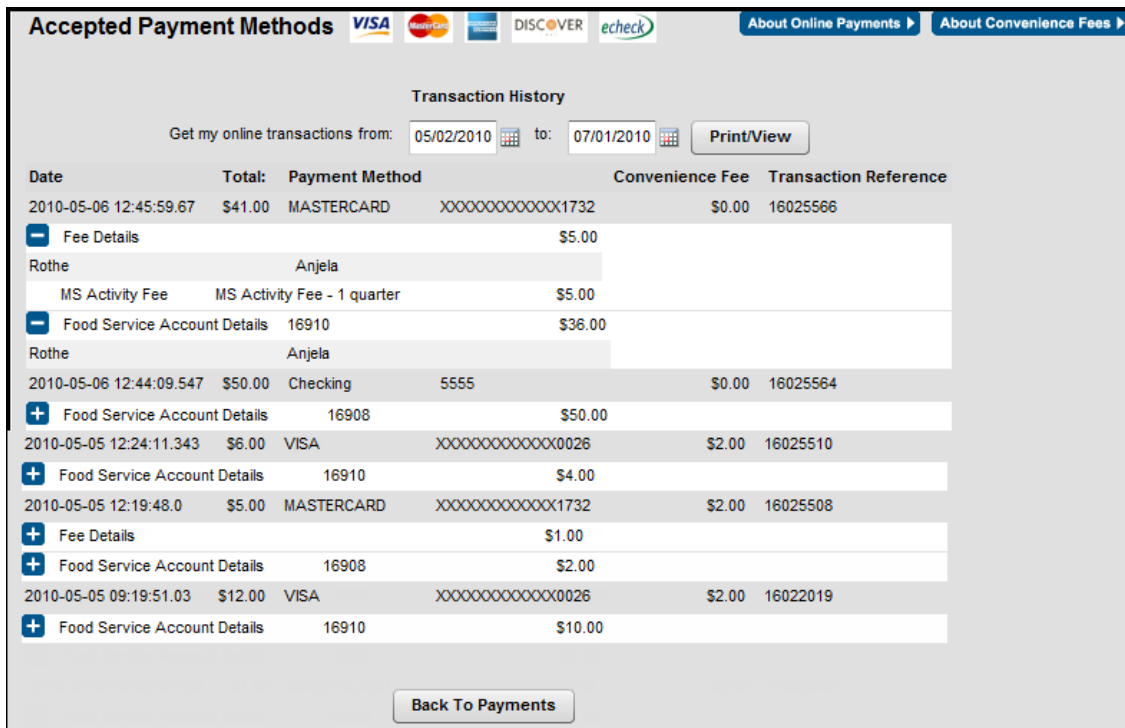 Accepted Payment Methods VISA MasterCard DISCOVER echeck About Online Payments About Convenience Fees
Transaction History
Get my online transactions from: 05/02/2010 to: 07/01/2010 Print/View
Date Total: Payment Method Convenience Fee Transaction Reference
2010-05-06 12:45:59.67 $41.00 MASTERCARD XXXXXXXXXXXX1732 $0.00 16025566
Fee Details $5.00
Rothe Anjela
MS Activity Fee MS Activity Fee - 1 quarter $5.00
Food Service Account Details 16910 $36.00
Rothe Anjela
2010-05-06 12:44:09.547 $50.00 Checking 5555 $0.00 16025564
Food Service Account Details 16908 $50.00
2010-05-05 12:24:11.343 $6.00 VISA XXXXXXXXXXXX0026 $2.00 16025510
Food Service Account Details 16910 $4.00
2010-05-05 12:19:48.0 $5.00 MASTERCARD XXXXXXXXXXXX1732 $2.00 16025508
Fee Details $1.00
Food Service Account Details 16908 $2.00
2010-05-05 09:19:51.03 $12.00 VISA XXXXXXXXXXXX0026 $2.00 16022019
Food Service Account Details 16910 $10.00
Back To Payments